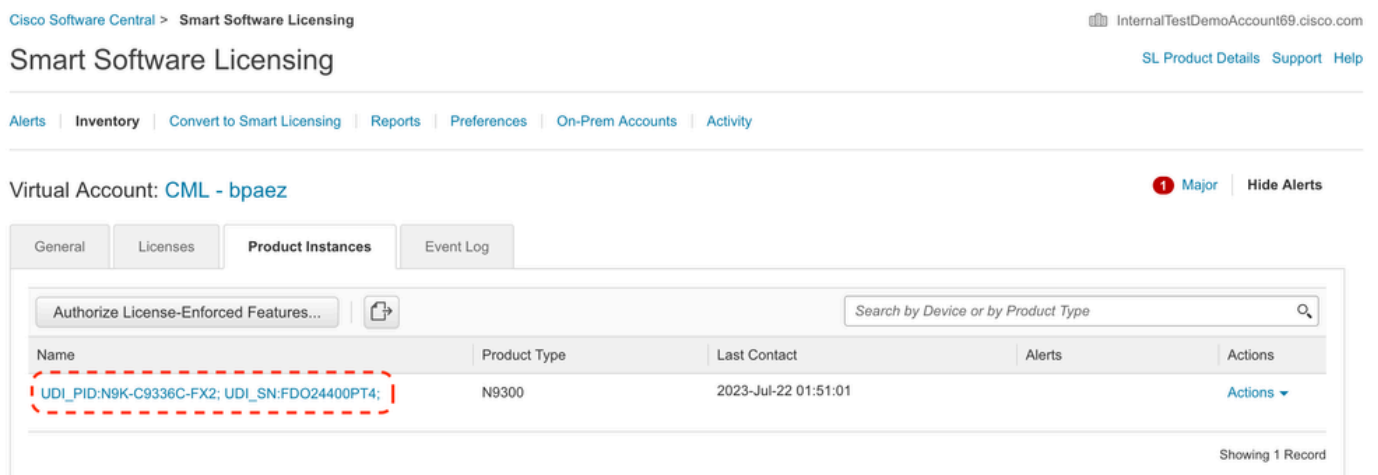 Cisco Software Central > Smart Software Licensing
InternalTestDemoAccount69.cisco.com
Smart Software Licensing
SL Product Details Support Help
Alerts | Inventory | Convert to Smart Licensing | Reports | Preferences | On-Prem Accounts | Activity
Virtual Account: CML - bpaez
1 Major | Hide Alerts
General Licenses Product Instances Event Log
Authorize License-Enforced Features... | Search by Device or by Product Type
Name Product Type Last Contact Alerts Actions
UDI_PID:N9K-C9336C-FX2; UDI_SN:FDO24400PT4; N9300 2023-Jul-22 01:51:01 Actions
Showing 1 Record